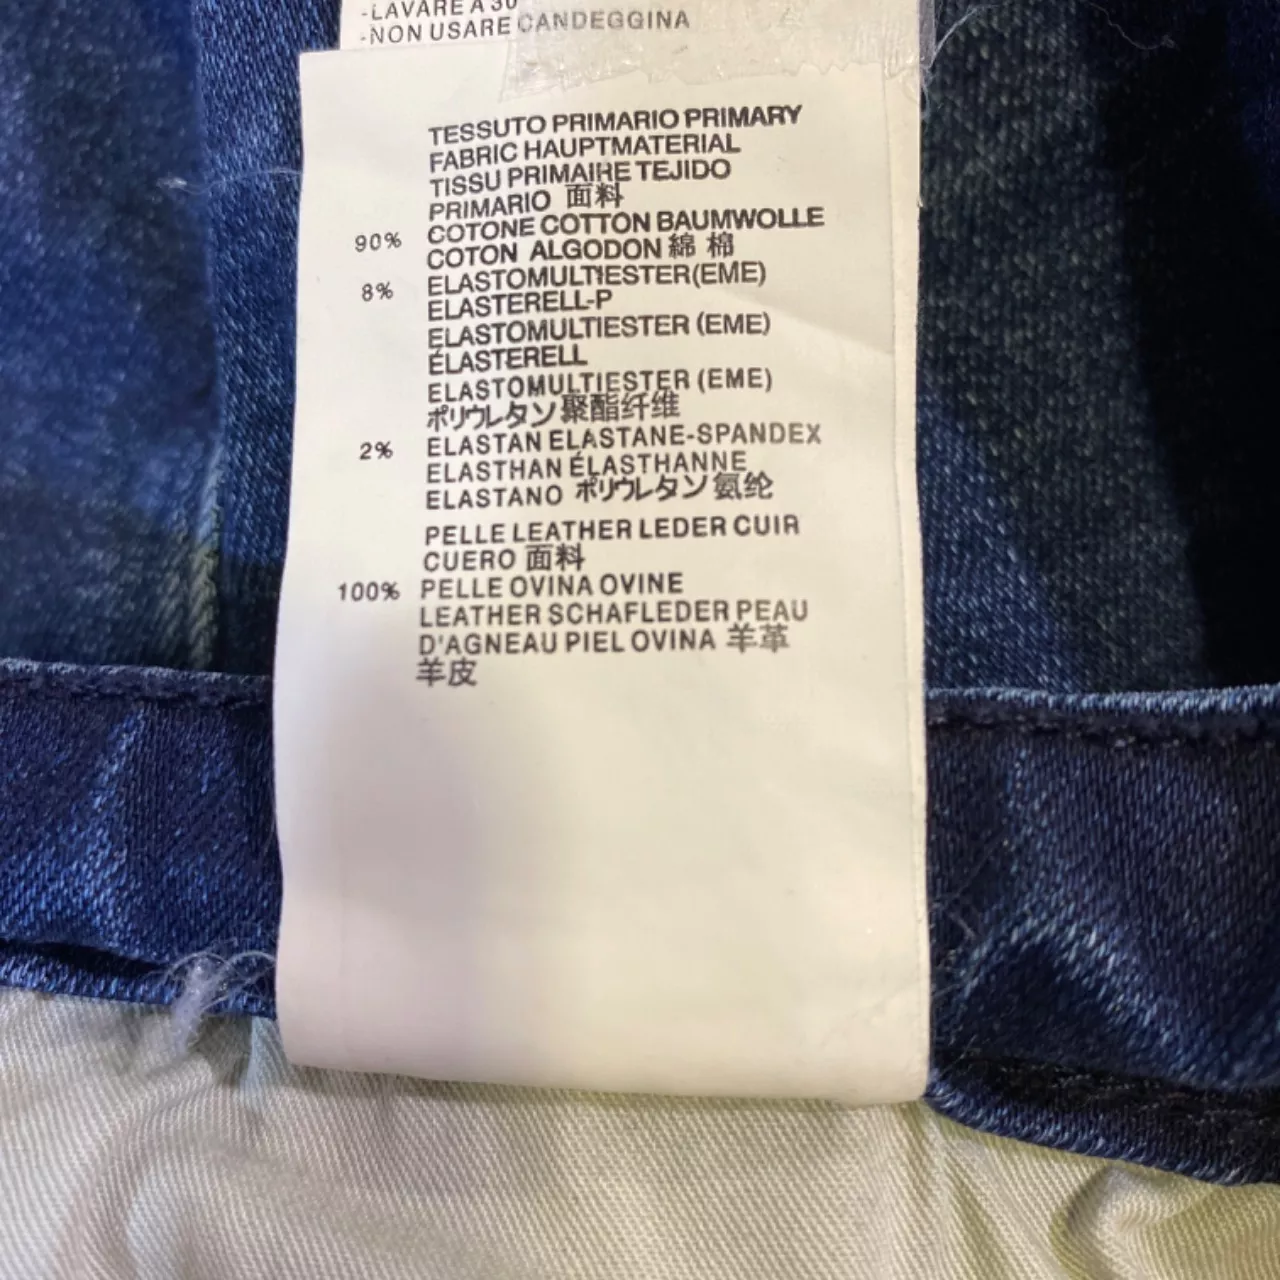 -LAVARE A 30
-NON USARE CANDEGGINA
TESSUTO PRIMARIO PRIMARY
FABRIC HAUPTMATERIAL
TISSU PRIMAIRE TEJIDO
PRIMARIO 面料
90% COTONE COTTON BAUMWOLLE
COTON ALGODON 綿 棉
8% ELASTOMULTIESTER(EME)
ELASTERELL-P
ELASTOMULTIESTER (EME)
ÉLASTERELL
ELASTOMULTIESTER (EME)
ポリウレタン 聚酯纤维
2% ELASTAN ELASTANE-SPANDEX
ELASTHAN ÉLASTHANNE
ELASTANO ポリウレタン 氨纶
PELLE LEATHER LEDER CUIR
CUERO 面料
100% PELLE OVINA OVINE
LEATHER SCHAFLEDER PEAU
D'AGNEAU PIEL OVINA 羊革
羊皮